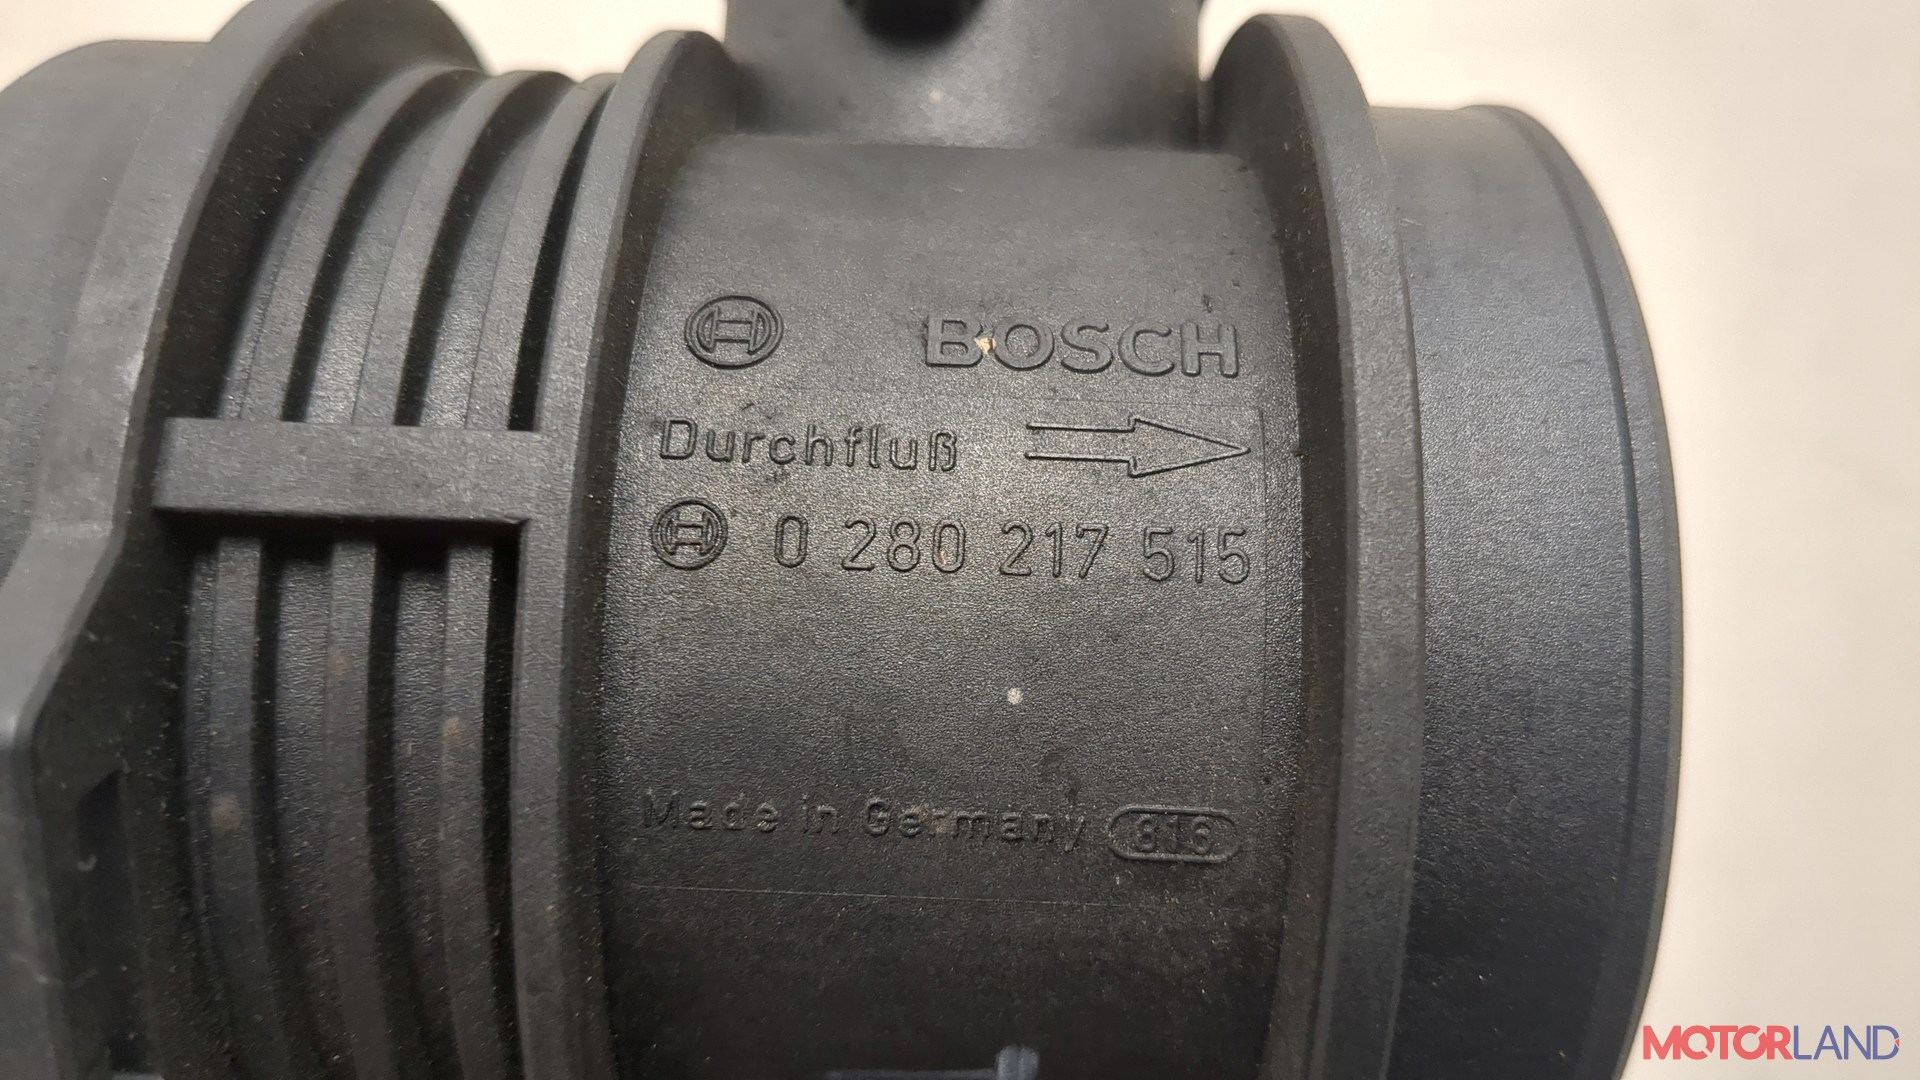 BOSCH
Durchfluß
0 280 217 515
Made in Germany 816
MOTORLAND